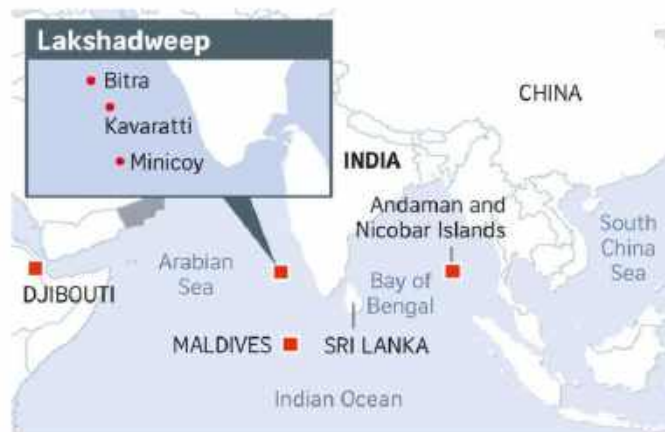 Lakshadweep
Bitra
Kavaratti
Minicoy
CHINA
INDIA
Andaman and
Nicobar Islands
South
China
Sea
Arabian
Sea
Bay of
Bengal
DJIBOUTI
MALDIVES
SRI LANKA
Indian Ocean